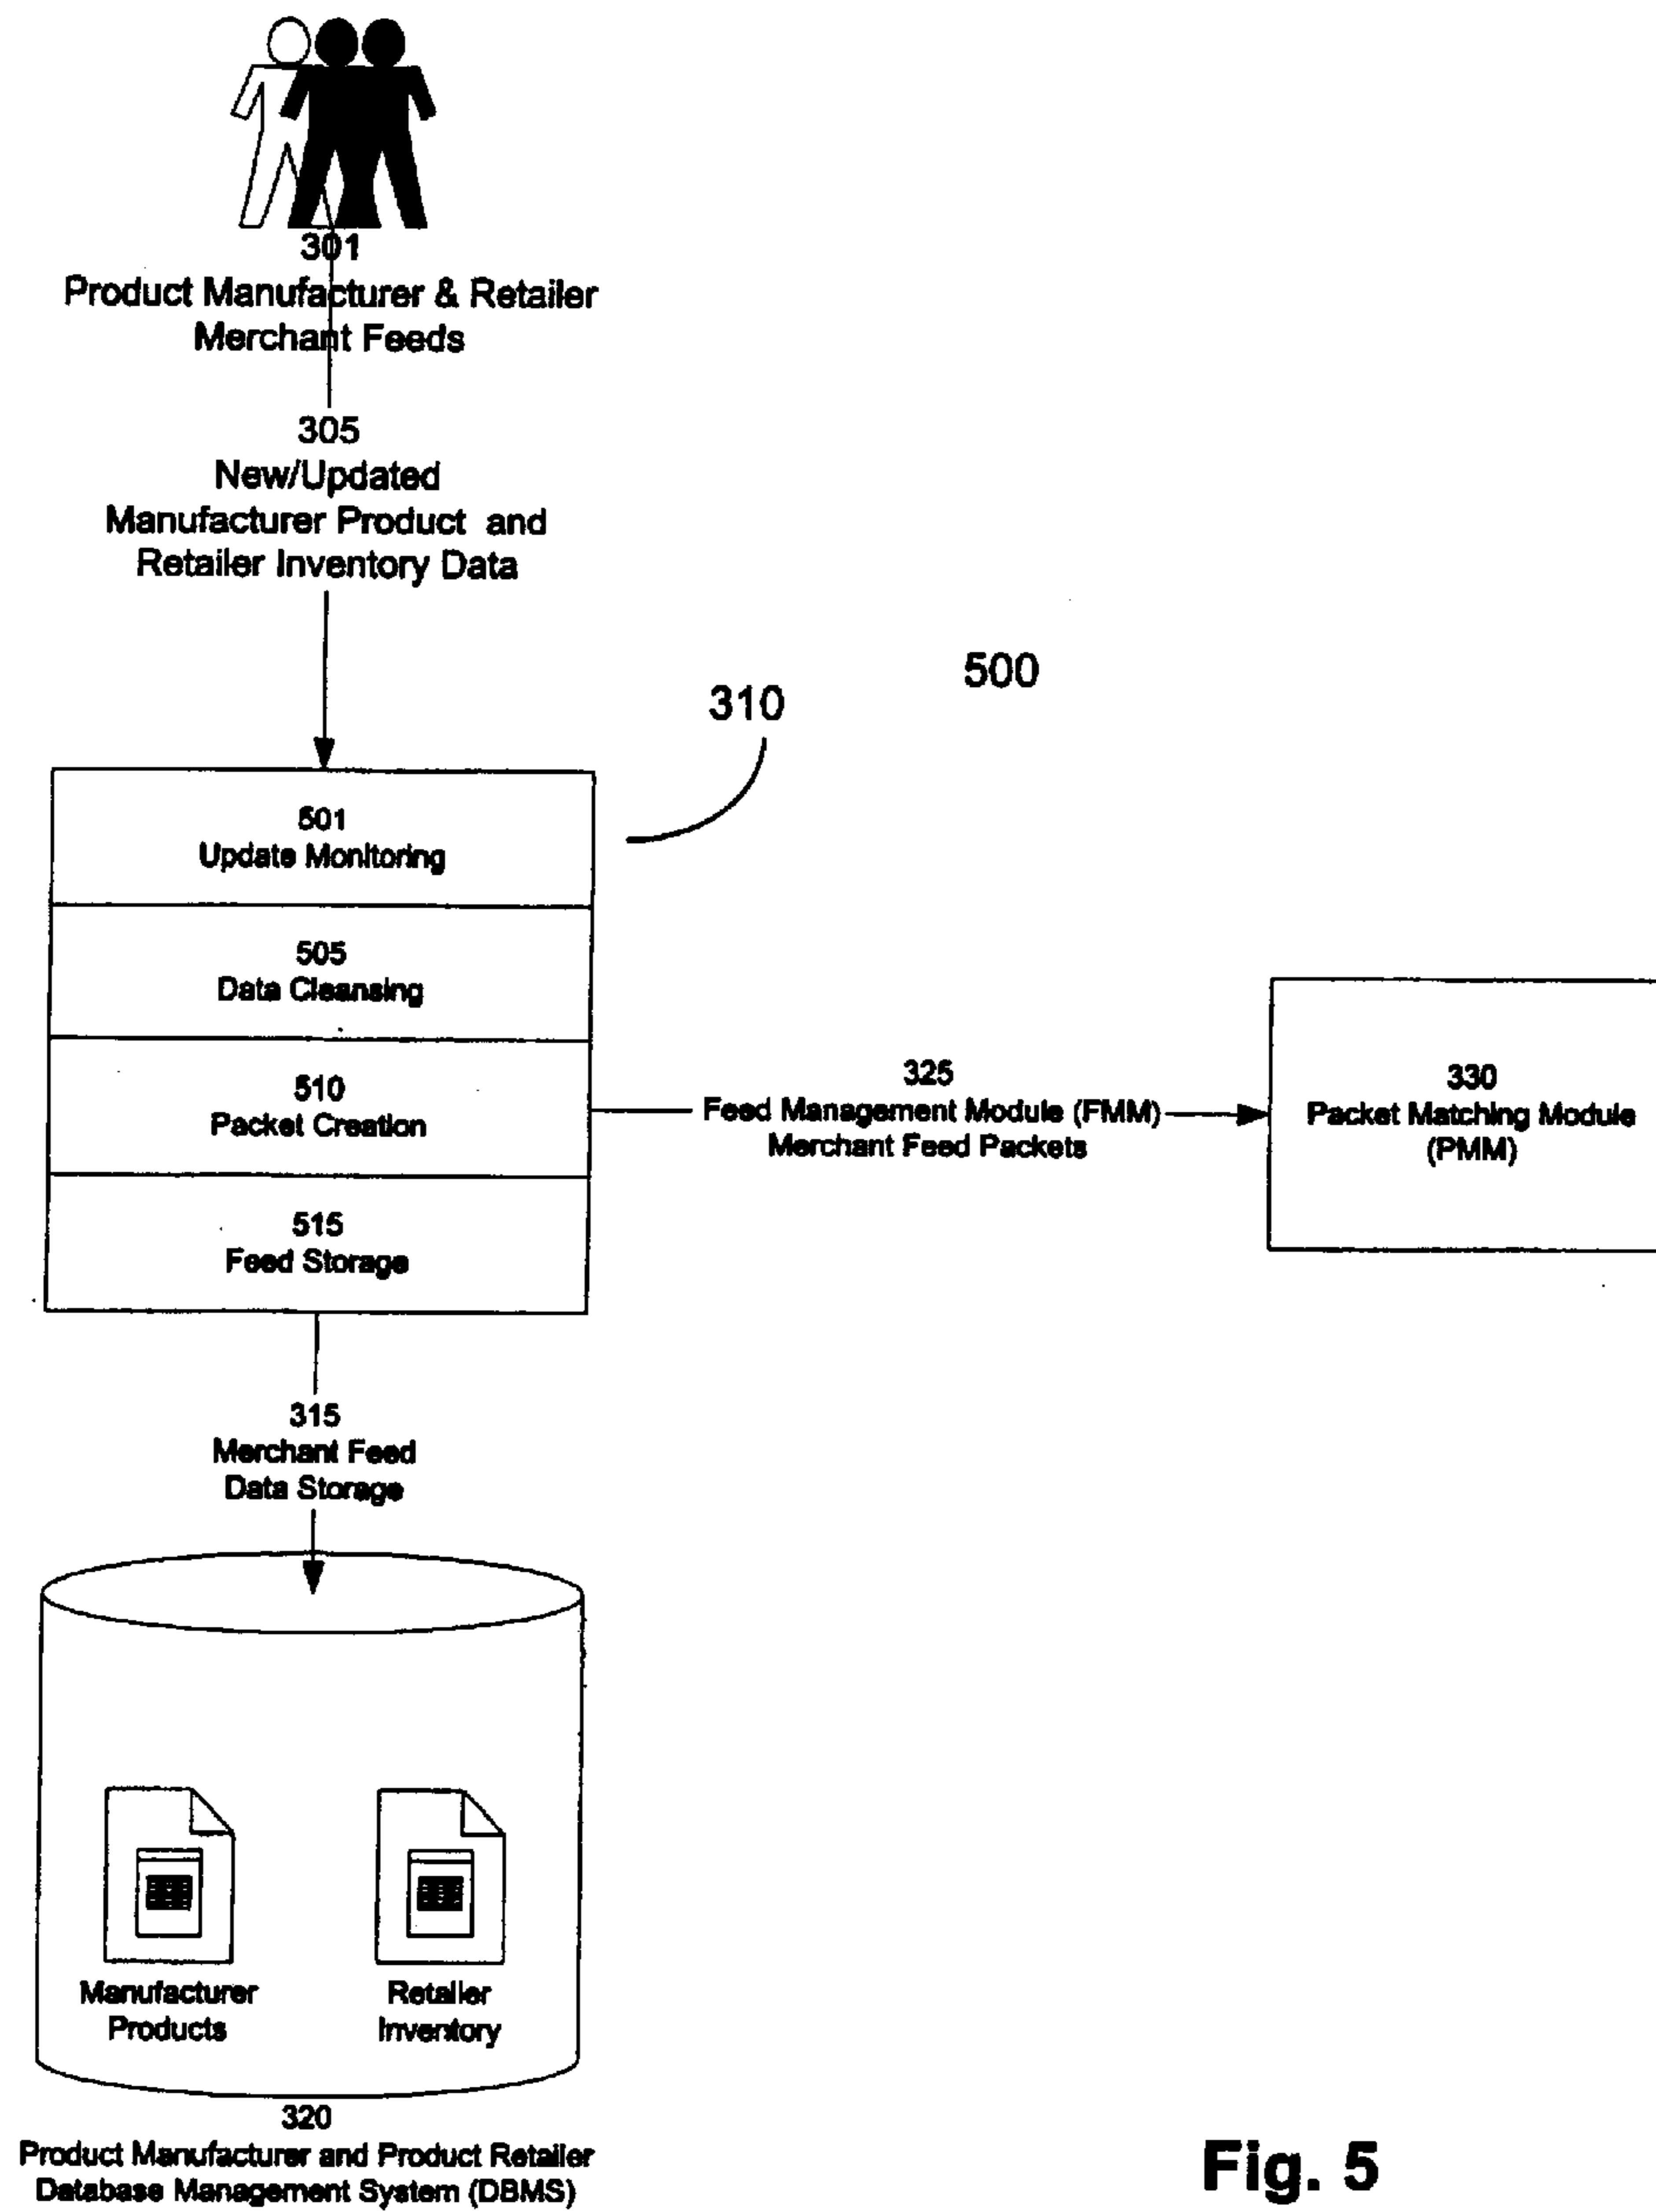 301
Product Manufacturer & Retailer
Merchant Feeds
305
New/Updated
Manufacturer Product and
Retailer Inventory Data
500
310
501
Update Monitoring
505
Data Cleansing
510
Packet Creation
515
Feed Storage
325
Feed Management Module (FMM)
Merchant Feed Packets
330
Packet Matching Module
(PMM)
315
Merchant Feed
Data Storage
Manufacturer
Products
Retailer
Inventory
320
Product Manufacturer and Product Retailer
Database Management System (DBMS)
Fig. 5